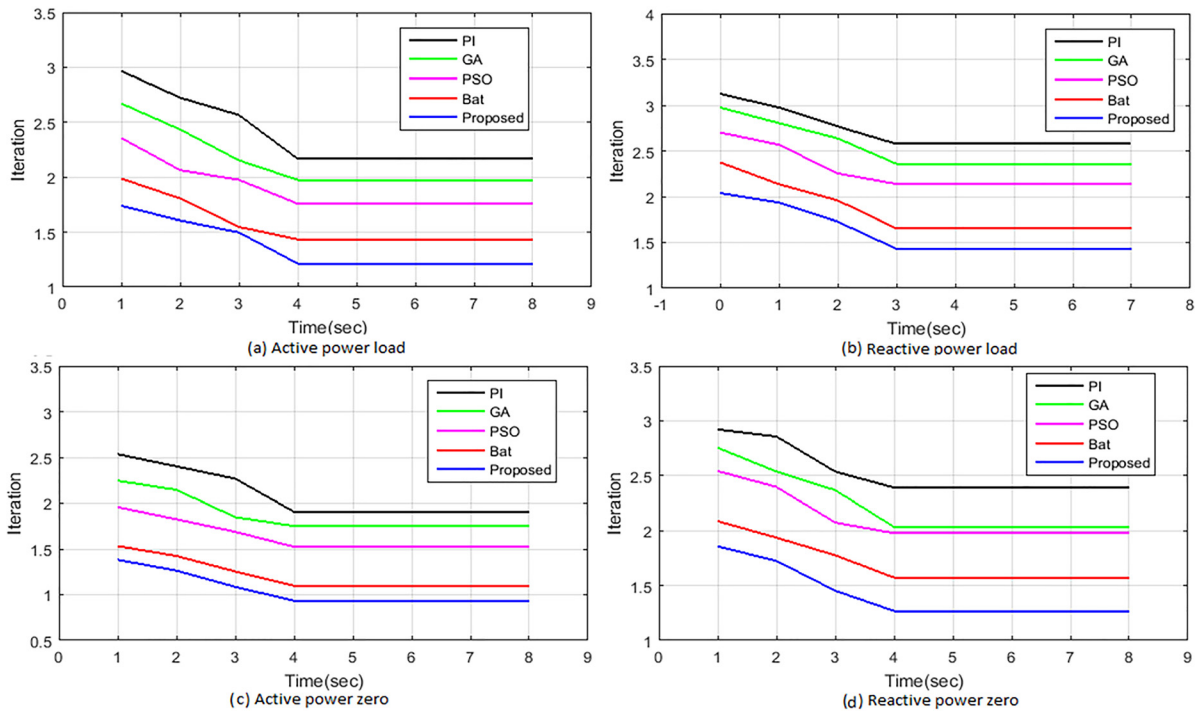 3.5
3
2.5
2
1.5
1
Iteration
PI
GA
PSO
Bat
Proposed
0 1 2 3 4 5 6 7 8 9
Time(sec)
(a) Active power load
4
3.5
3
2.5
2
1.5
1
Iteration
PI
GA
PSO
Bat
Proposed
-1 0 1 2 3 4 5 6 7 8
Time(sec)
(b) Reactive power load
3.5
3
2.5
2
1.5
1
0.5
Iteration
PI
GA
PSO
Bat
Proposed
0 1 2 3 4 5 6 7 8 9
Time(sec)
(c) Active power zero
3.5
3
2.5
2
1.5
1
Iteration
PI
GA
PSO
Bat
Proposed
0 1 2 3 4 5 6 7 8 9
Time(sec)
(d) Reactive power zero